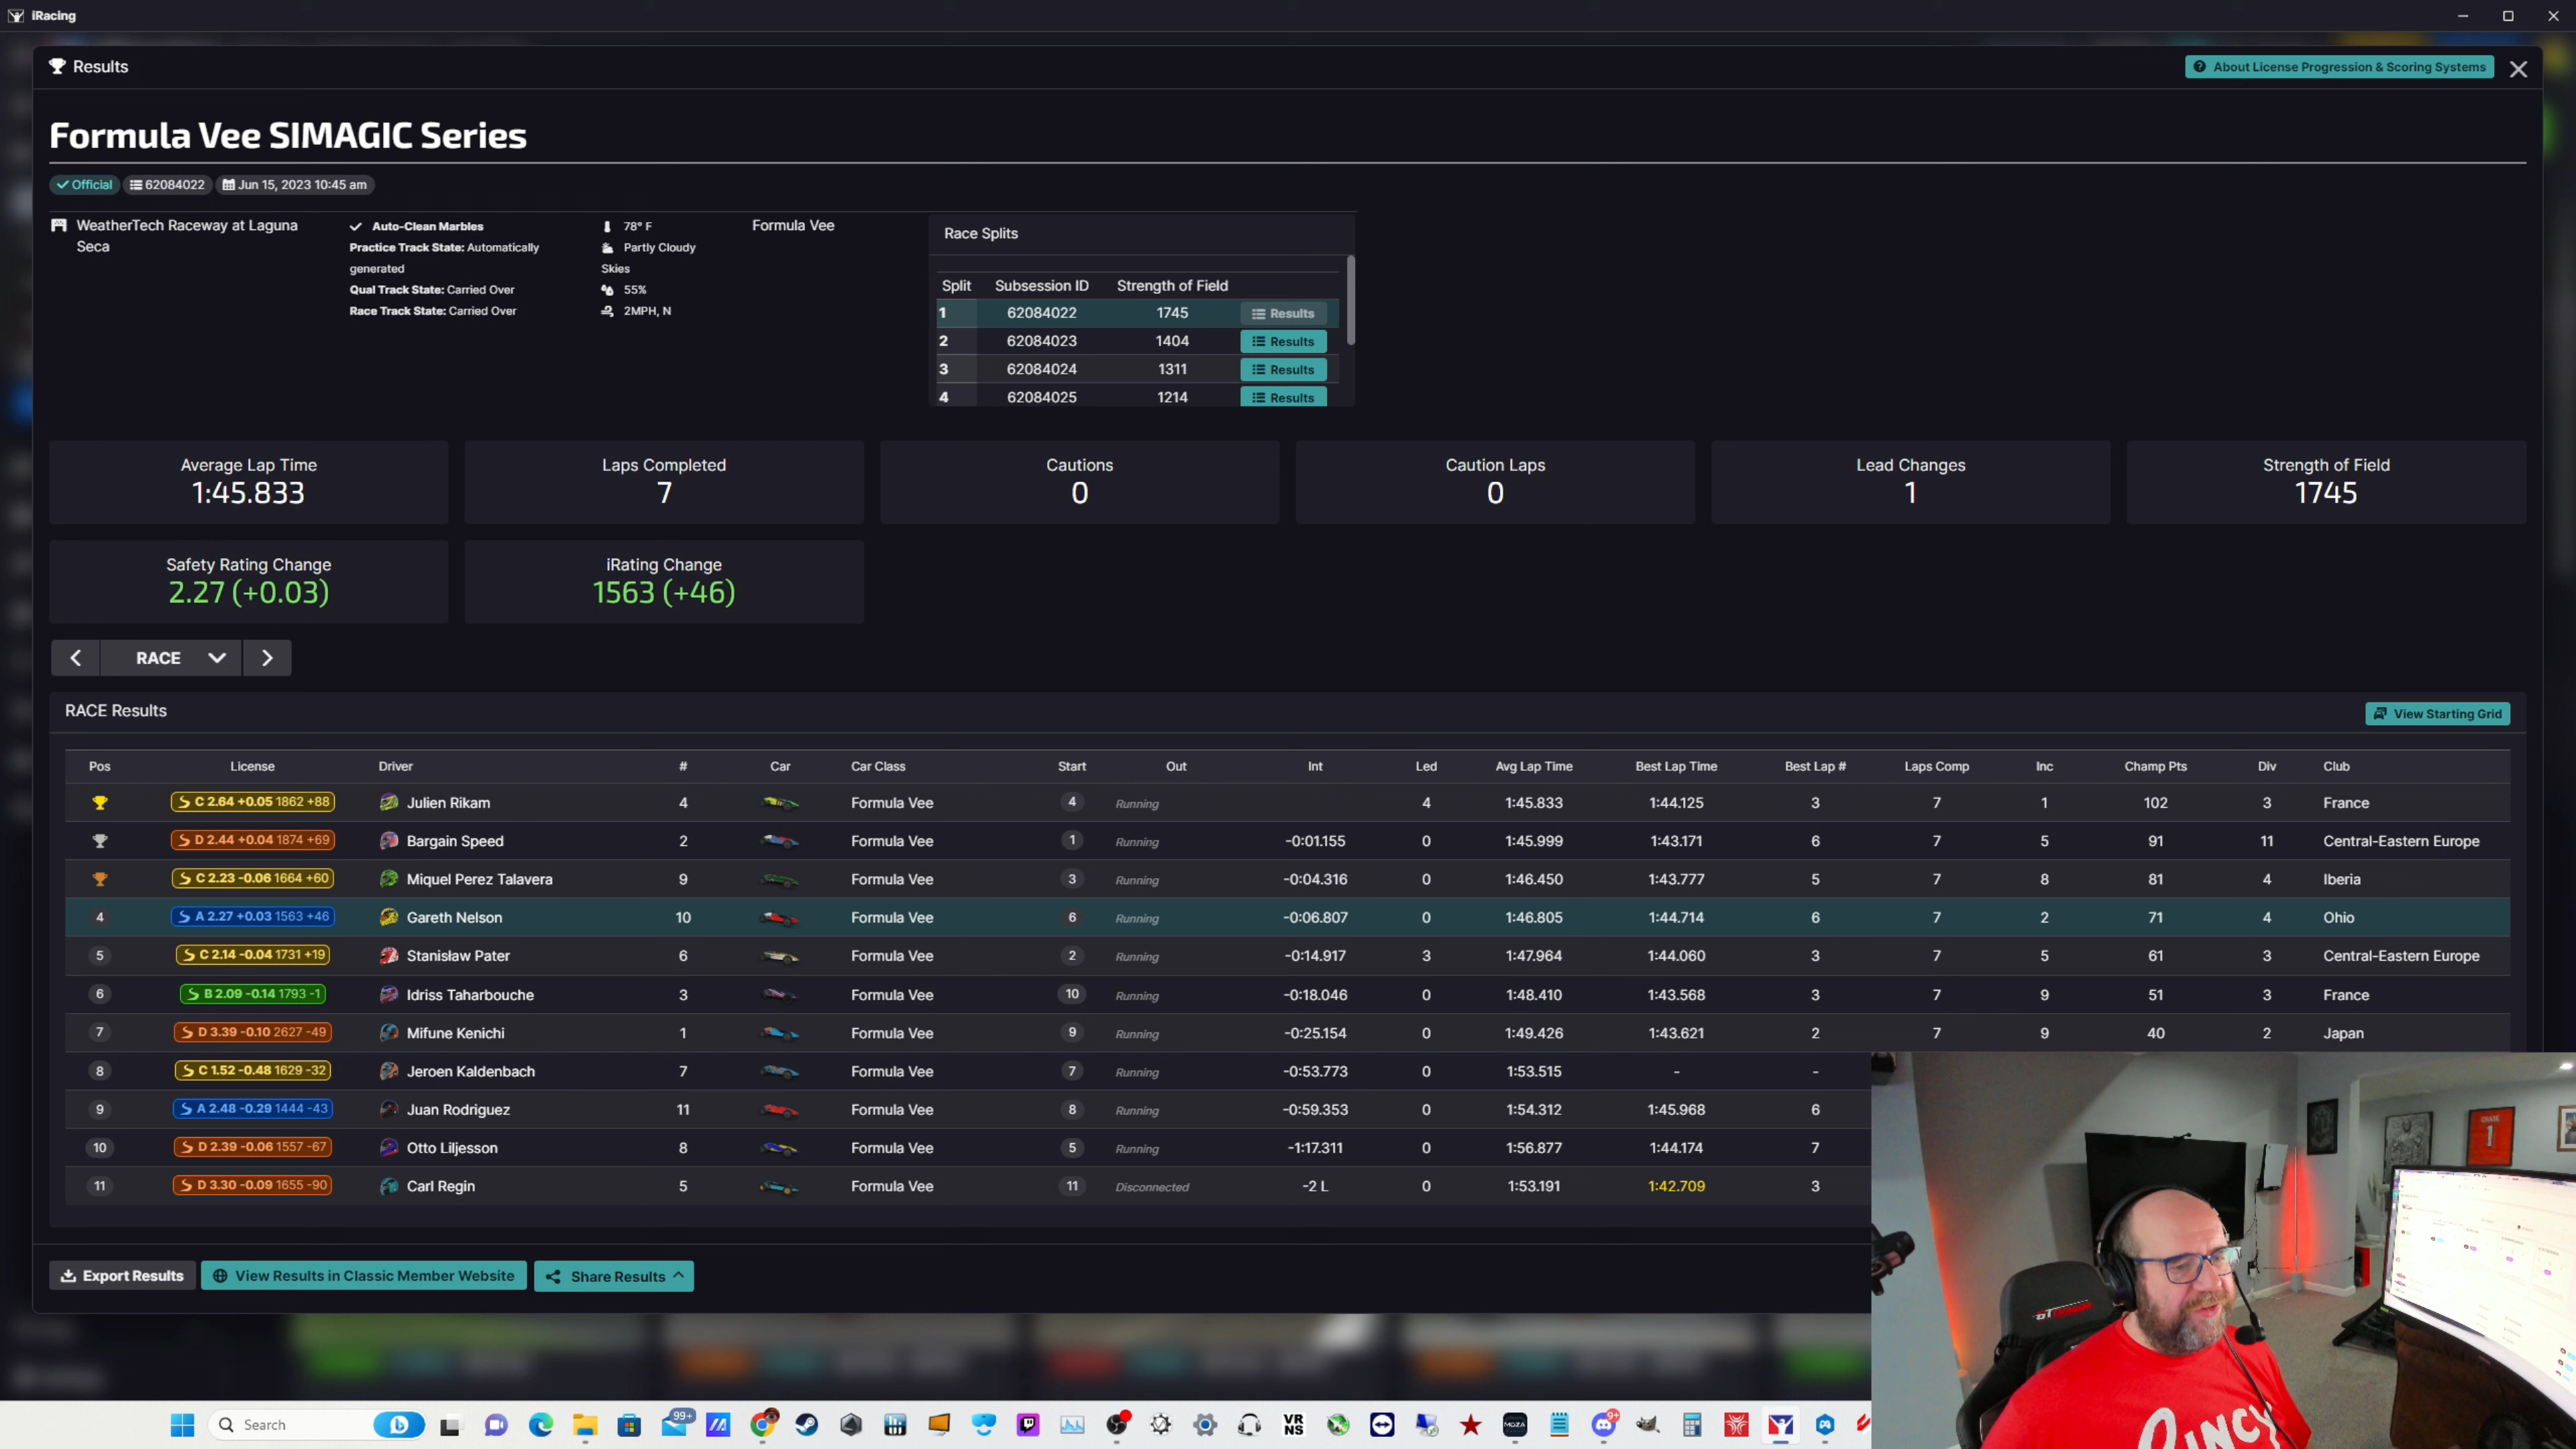 iRacing
Results
About License Progression & Scoring Systems
Formula Vee SIMAGIC Series
Official 62084022 Jun 15, 2023 10:45 am
WeatherTech Raceway at Laguna
Seca
Auto-Clean Marbles
Practice Track State: Automatically
generated
Qual Track State: Carried Over
Race Track State: Carried Over
78° F
Partly Cloudy
Skies
55%
2MPH, N
Formula Vee
Race Splits
Split Subsession ID Strength of Field
1 62084022 1745 Results
2 62084023 1404 Results
3 62084024 1311 Results
4 62084025 1214 Results
Average Lap Time
1:45.833
Laps Completed
7
Cautions
0
Caution Laps
0
Lead Changes
1
Strength of Field
1745
Safety Rating Change
2.27 (+0.03)
iRating Change
1563 (+46)
RACE
RACE Results
View Starting Grid
Pos License Driver # Car Car Class Start Out Int Led Avg Lap Time Best Lap Time Best Lap # Laps Comp Inc Champ Pts Div Club
C 2.64 +0.05 1862 +88 Julien Rikam 4 Formula Vee 4 Running 4 1:45.833 1:44.125 3 7 1 102 3 France
D 2.44 +0.04 1874 +69 Bargain Speed 2 Formula Vee 1 Running -0:01.155 0 1:45.999 1:43.171 6 7 5 91 11 Central-Eastern Europe
C 2.23 -0.06 1664 +60 Miquel Perez Talavera 9 Formula Vee 3 Running -0:04.316 0 1:46.450 1:43.777 5 7 8 81 4 Iberia
4 A 2.27 +0.03 1563 +46 Gareth Nelson 10 Formula Vee 6 Running -0:06.807 0 1:46.805 1:44.714 6 7 2 71 4 Ohio
5 C 2.14 -0.04 1731 +19 Stanisław Pater 6 Formula Vee 2 Running -0:14.917 3 1:47.964 1:44.060 3 7 5 61 3 Central-Eastern Europe
6 B 2.09 -0.14 1793 -1 Idriss Taharbouche 3 Formula Vee 10 Running -0:18.046 0 1:48.410 1:43.568 3 7 9 51 3 France
7 D 3.39 -0.10 2627 -49 Mifune Kenichi 1 Formula Vee 9 Running -0:25.154 0 1:49.426 1:43.621 2 7 9 40 2 Japan
8 C 1.52 -0.48 1629 -32 Jeroen Kaldenbach 7 Formula Vee 7 Running -0:53.773 0 1:53.515 - -
9 A 2.48 -0.29 1444 -43 Juan Rodriguez 11 Formula Vee 8 Running -0:59.353 0 1:54.312 1:45.968 6
10 D 2.39 -0.06 1557 -67 Otto Liljesson 8 Formula Vee 5 Running -1:17.311 0 1:56.877 1:44.174 7
11 D 3.30 -0.09 1655 -90 Carl Regin 5 Formula Vee 11 Disconnected -2 L 0 1:53.191 1:42.709 3
Export Results View Results in Classic Member Website Share Results
CHASE
1
Search
99+
VR
NS
MOZA
9+